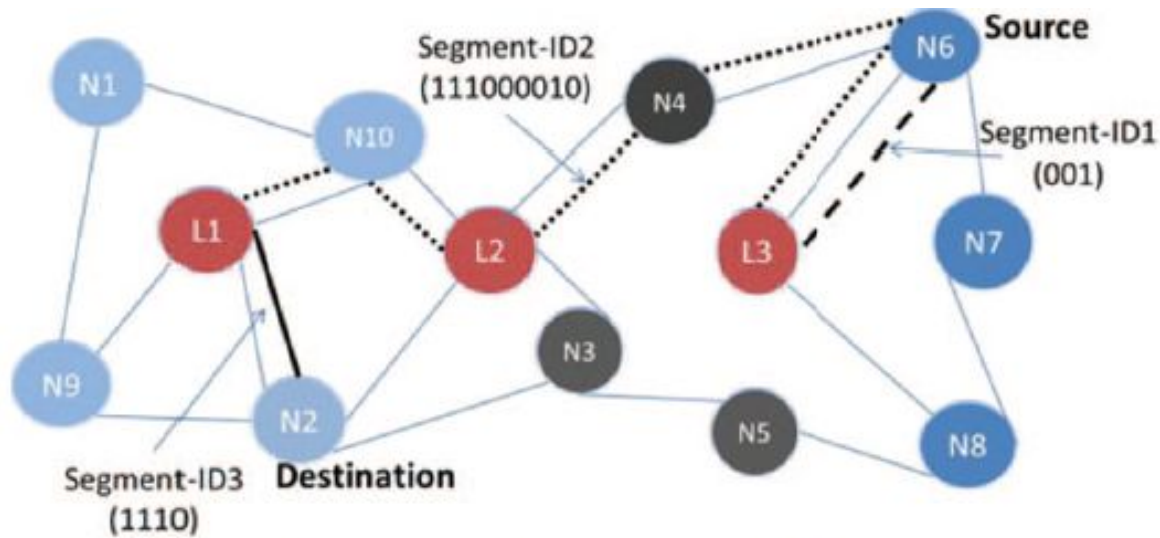 Source
N6
Segment-ID2
(111000010)
N1
N4
N10
Segment-ID1
(001)
L1
L2
L3
N7
N3
N9
N2
N5
N8
Segment-ID3
(1110)
Destination